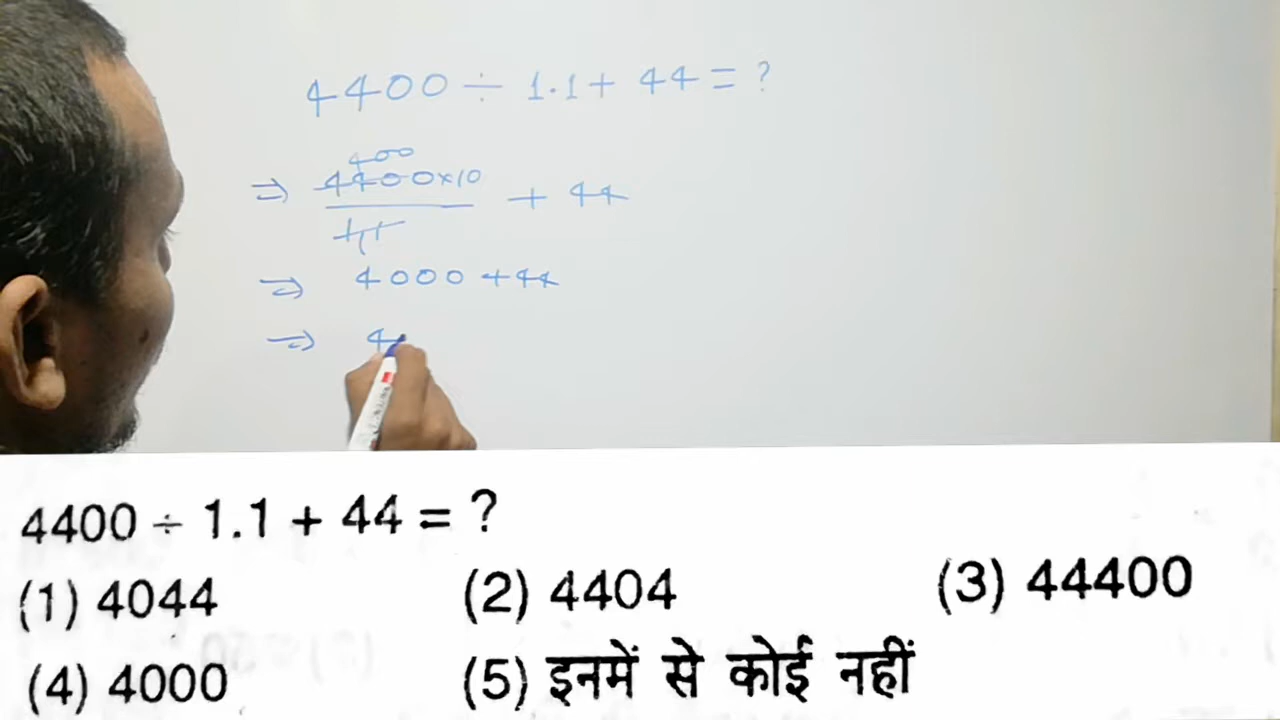 4400 ÷ 1.1 + 44 = ?
400
⇒ 4400×10 + 44
11
⇒ 4000 + 44
⇒ 4
4400 ÷ 1.1 + 44 = ?
(1) 4044 (2) 4404 (3) 44400
(4) 4000 (5) इनमें से कोई नहीं